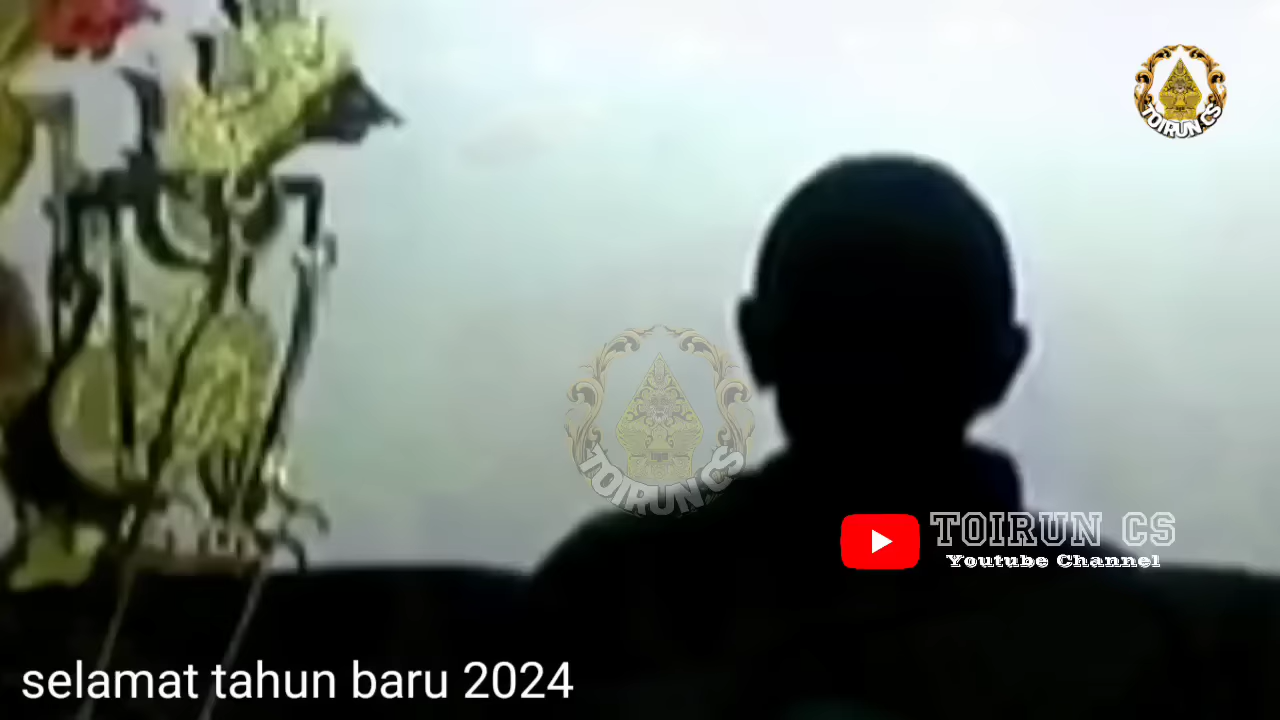 TOIRUN.CS
TOIRUN.CS
TOIRUN CS
Youtube Channel
selamat tahun baru 2024